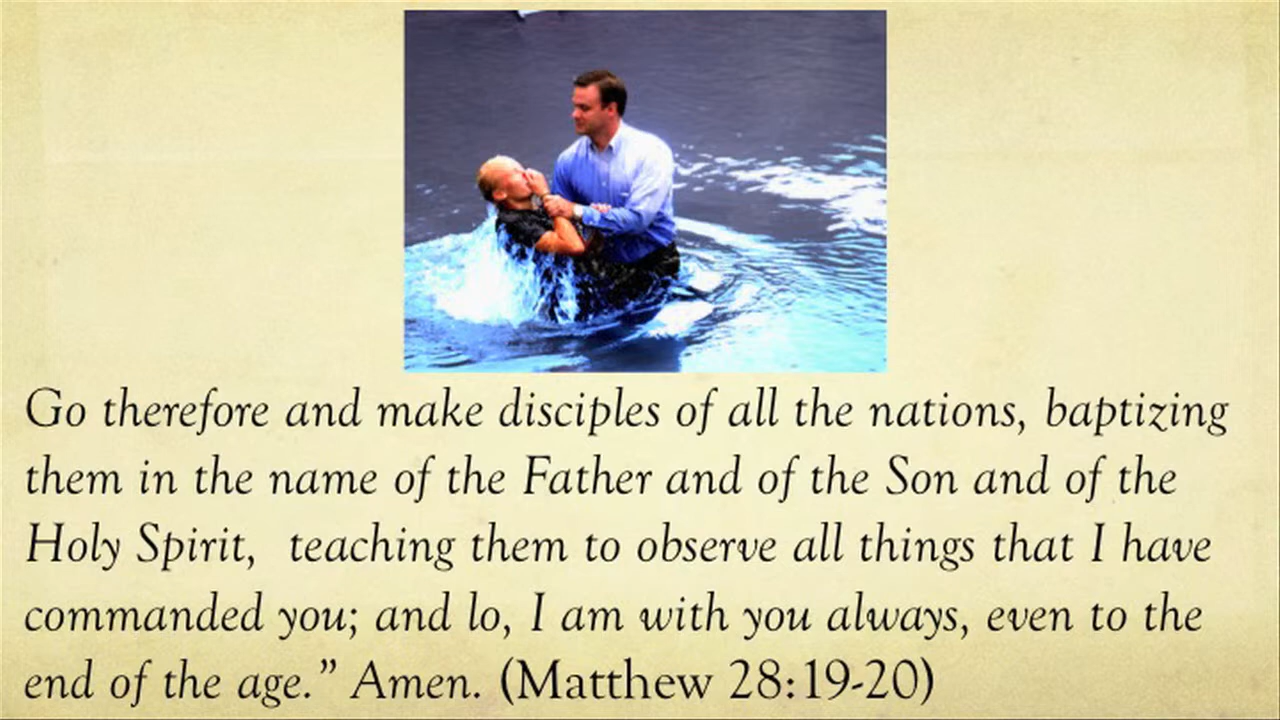 Go therefore and make disciples of all the nations, baptizing
them in the name of the Father and of the Son and of the
Holy Spirit,  teaching them to observe all things that I have
commanded you; and lo, I am with you always, even to the
end of the age.” Amen. (Matthew 28:19-20)